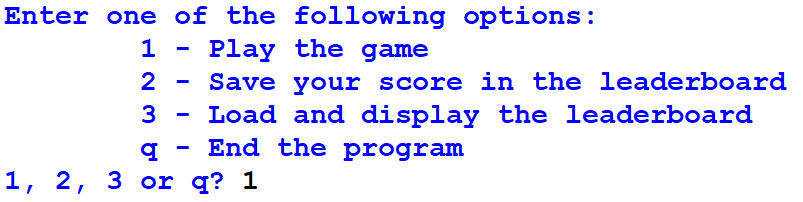 Enter one of the following options:
1 - Play the game
2 - Save your score in the leaderboard
3 - Load and display the leaderboard
q - End the program
1, 2, 3 or q? 1